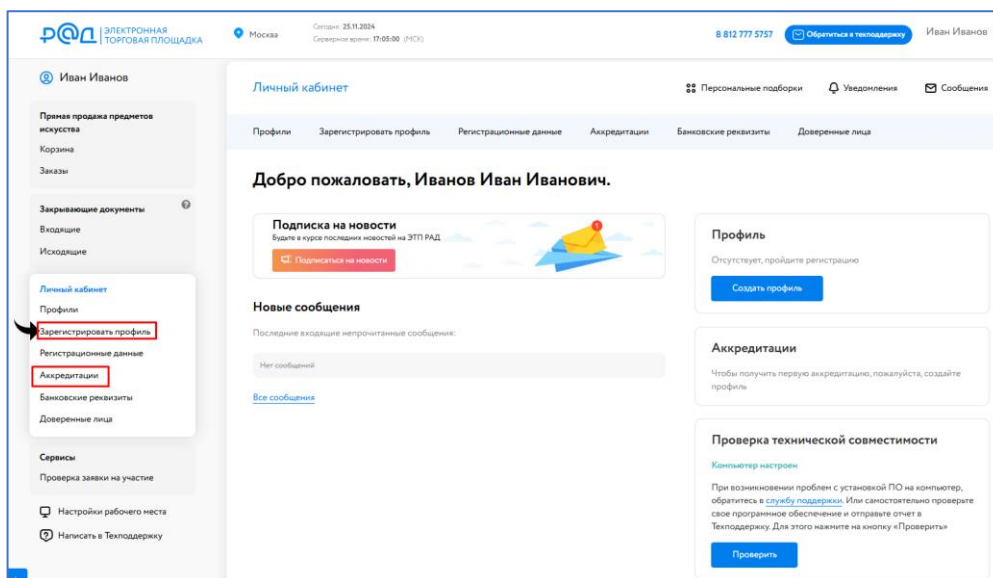 РАД ЭЛЕКТРОННАЯ
ТОРГОВАЯ ПЛОЩАДКА
Москва
Сегодня: 25.11.2024
Серверное время: 17:05:00 (МСК)
8 812 777 5757
Обратиться в техподдержку
Иван Иванов
Иван Иванов
Прямая продажа предметов
искусства
Корзина
Заказы
Закрывающие документы
Входящие
Исходящие
Личный кабинет
Профили
Зарегистрировать профиль
Регистрационные данные
Аккредитации
Банковские реквизиты
Доверенные лица
Сервисы
Проверка заявки на участие
Настройки рабочего места
Написать в Техподдержку
Личный кабинет
Персональные подборки
Уведомления
Сообщения
Профили Зарегистрировать профиль Регистрационные данные Аккредитации Банковские реквизиты Доверенные лица
Добро пожаловать, Иванов Иван Иванович.
Подписка на новости
Будьте в курсе последних новостей на ЭТП РАД
Подписаться на новости
1
Новые сообщения
Последние входящие непрочитанные сообщения:
Нет сообщений
Все сообщения
Профиль
Отсутствует, пройдите регистрацию
Создать профиль
Аккредитации
Чтобы получить первую аккредитацию, пожалуйста, создайте
профиль
Проверка технической совместимости
Компьютер настроен
При возникновении проблем с установкой ПО на компьютер,
обратитесь в службу поддержки. Или самостоятельно проверьте
свое программное обеспечение и отправьте отчет в
Техподдержку. Для этого нажмите на кнопку «Проверить»
Проверить